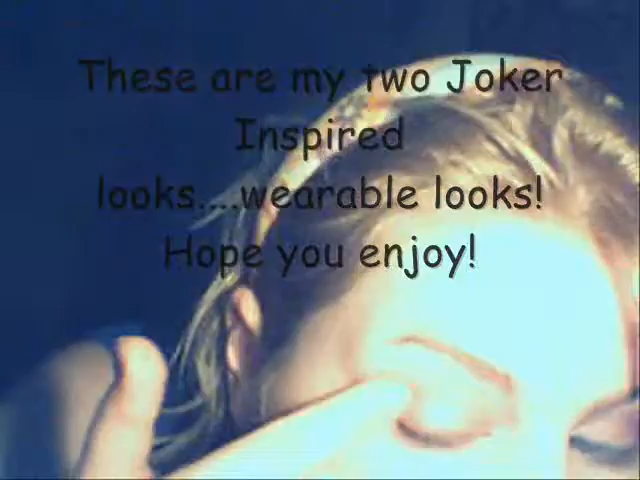 These are my two Joker
Inspired
looks....wearable looks!
Hope you enjoy!